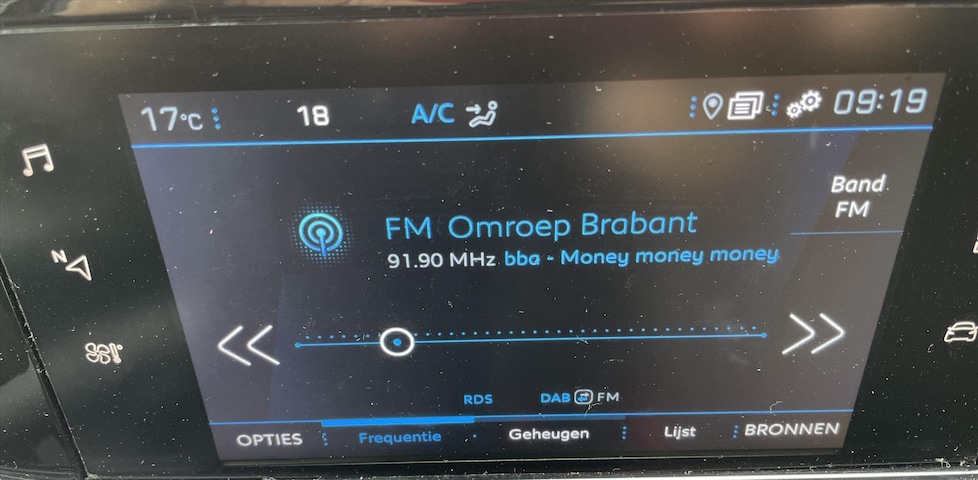 17°C 18 A/C 09:19
Band
FM
FM Omroep Brabant
91.90 MHz bba - Money money money
N
RDS DAB FM
OPTIES Frequentie Geheugen Lijst BRONNEN